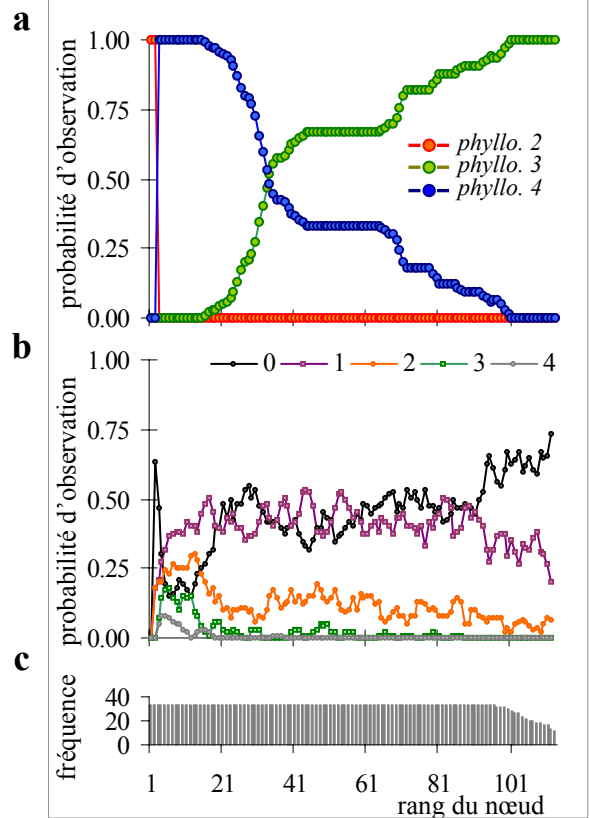 a
probabilité d'observation
1.00
0.75
0.50
0.25
0.00
phyllo. 2
phyllo. 3
phyllo. 4
b
probabilité d'observation
1.00
0.75
0.50
0.25
0.00
0 1 2 3 4
c
fréquence
40
20
0
1 21 41 61 81 101
rang du nœud